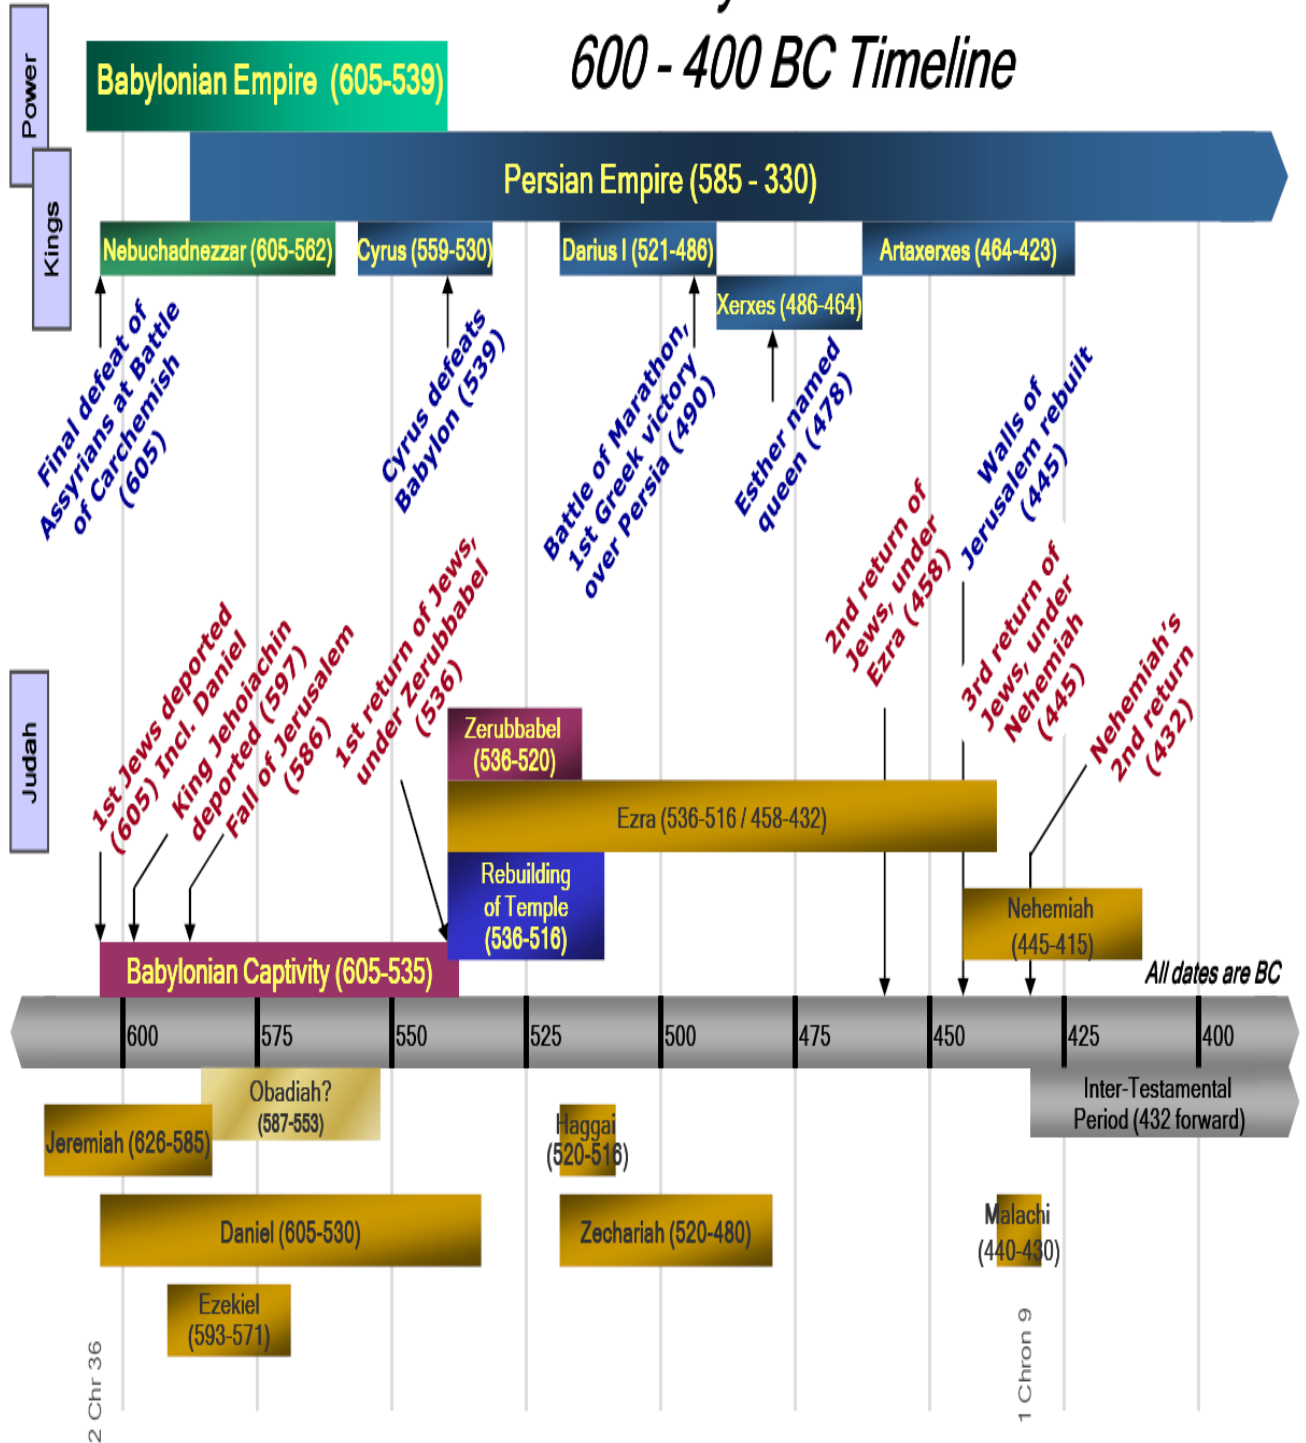 600 - 400 BC Timeline
Power
Babylonian Empire (605-539)
Persian Empire (585 - 330)
Kings
Nebuchadnezzar (605-562)
Cyrus (559-530)
Darius I (521-486)
Artaxerxes (464-423)
Xerxes (486-464)
Final defeat of
Assyrians at Battle
of Carchemish
(605)
Cyrus defeats
Babylon (539)
Battle of Marathon,
1st Greek victory
over Persia (490)
Esther named
queen (478)
Walls of
Jerusalem rebuilt
(445)
Judah
1st Jews deported
(605) Incl. Daniel
King Jehoiachin
deported (597)
Fall of Jerusalem
(586)
1st return of Jews,
under Zerubbabel
(536)
2nd return of
Jews, under
Ezra (458)
3rd return of
Jews, under
Nehemiah
(445)
Nehemiah's
2nd return
(432)
Zerubbabel
(536-520)
Ezra (536-516 / 458-432)
Rebuilding
of Temple
(536-516)
Nehemiah
(445-415)
Babylonian Captivity (605-535)
All dates are BC
600 575 550 525 500 475 450 425 400
Obadiah?
(587-553)
Inter-Testamental
Period (432 forward)
Jeremiah (626-585)
Haggai
(520-516)
Daniel (605-530)
Zechariah (520-480)
Malachi
(440-430)
Ezekiel
(593-571)
2 Chr 36
1 Chron 9